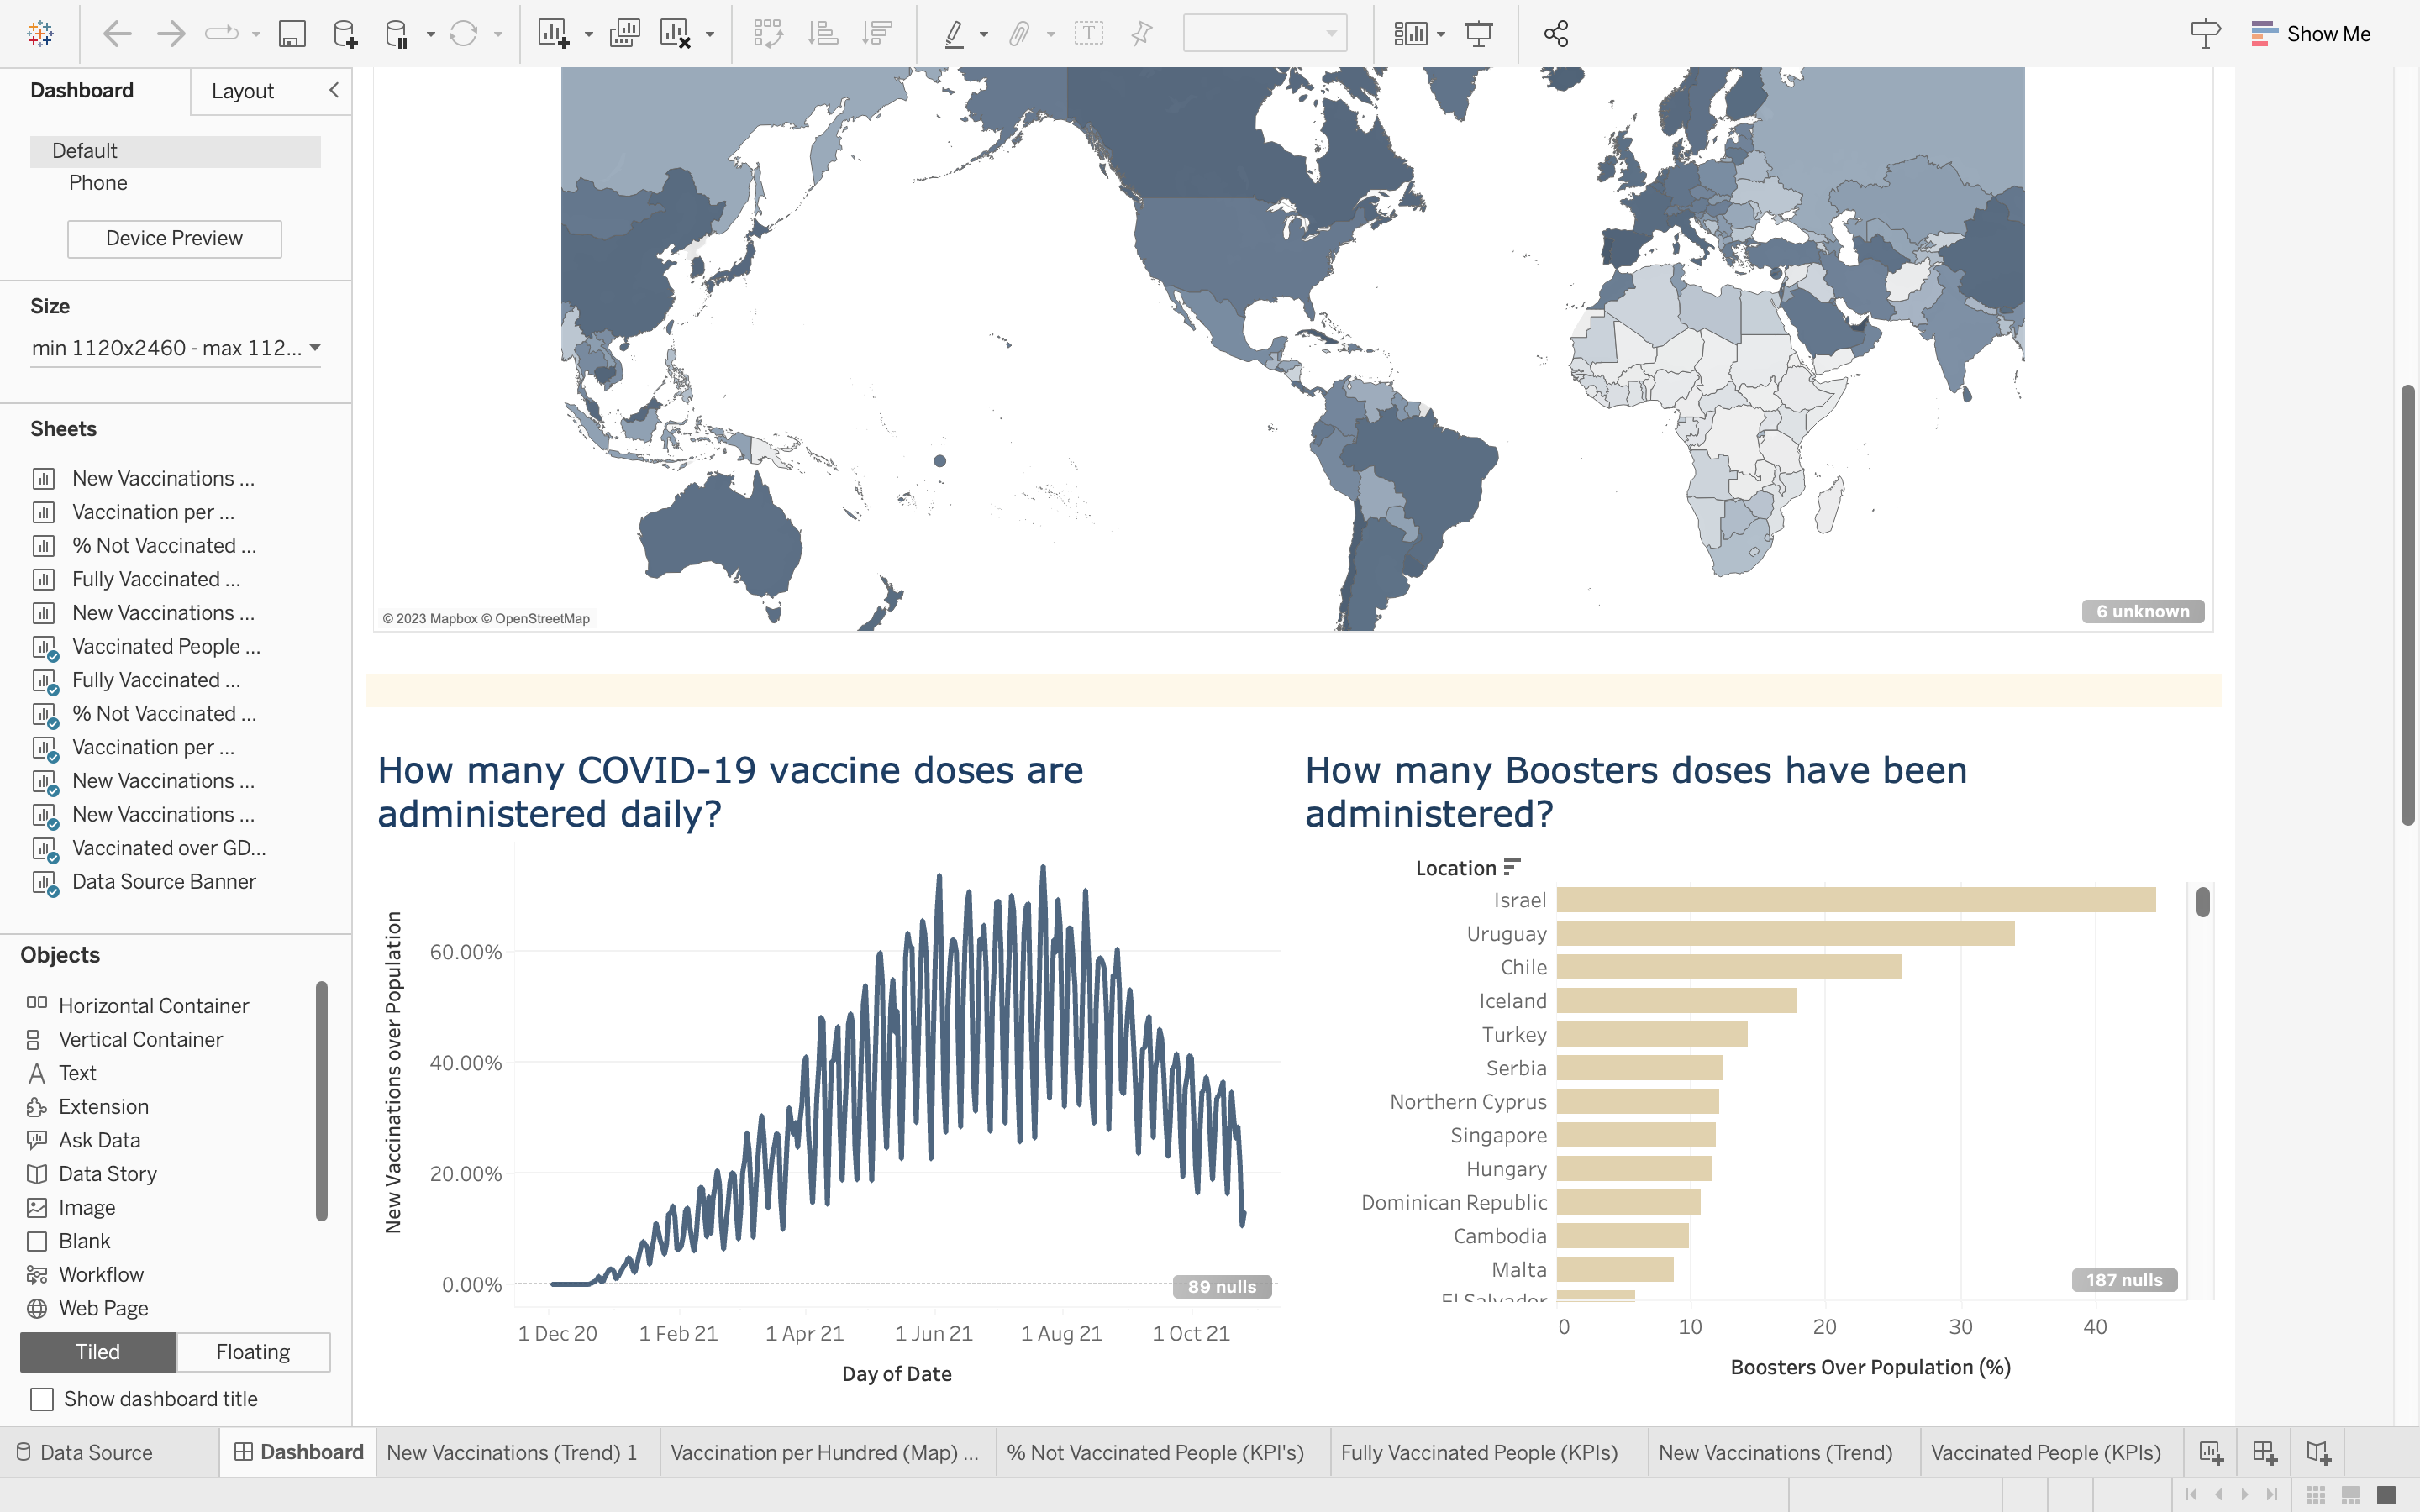 Show Me
Dashboard
Layout
Default
Phone
Device Preview
Size
min 1120x2460 - max 112...
Sheets
New Vaccinations ...
Vaccination per ...
% Not Vaccinated ...
Fully Vaccinated ...
New Vaccinations ...
Vaccinated People ...
Fully Vaccinated ...
% Not Vaccinated ...
Vaccination per ...
New Vaccinations ...
New Vaccinations ...
Vaccinated over GD...
Data Source Banner
Objects
Horizontal Container
Vertical Container
Text
Extension
Ask Data
Data Story
Image
Blank
Workflow
Web Page
Tiled
Floating
Show dashboard title
© 2023 Mapbox © OpenStreetMap
6 unknown
How many COVID-19 vaccine doses are
administered daily?
New Vaccinations over Population
60.00%
40.00%
20.00%
0.00%
89 nulls
1 Dec 20
1 Feb 21
1 Apr 21
1 Jun 21
1 Aug 21
1 Oct 21
Day of Date
How many Boosters doses have been
administered?
Location
Israel
Uruguay
Chile
Iceland
Turkey
Serbia
Northern Cyprus
Singapore
Hungary
Dominican Republic
Cambodia
Malta
El Salvador
187 nulls
0
10
20
30
40
Boosters Over Population (%)
Data Source
Dashboard
New Vaccinations (Trend) 1
Vaccination per Hundred (Map) ...
% Not Vaccinated People (KPI's)
Fully Vaccinated People (KPIs)
New Vaccinations (Trend)
Vaccinated People (KPIs)